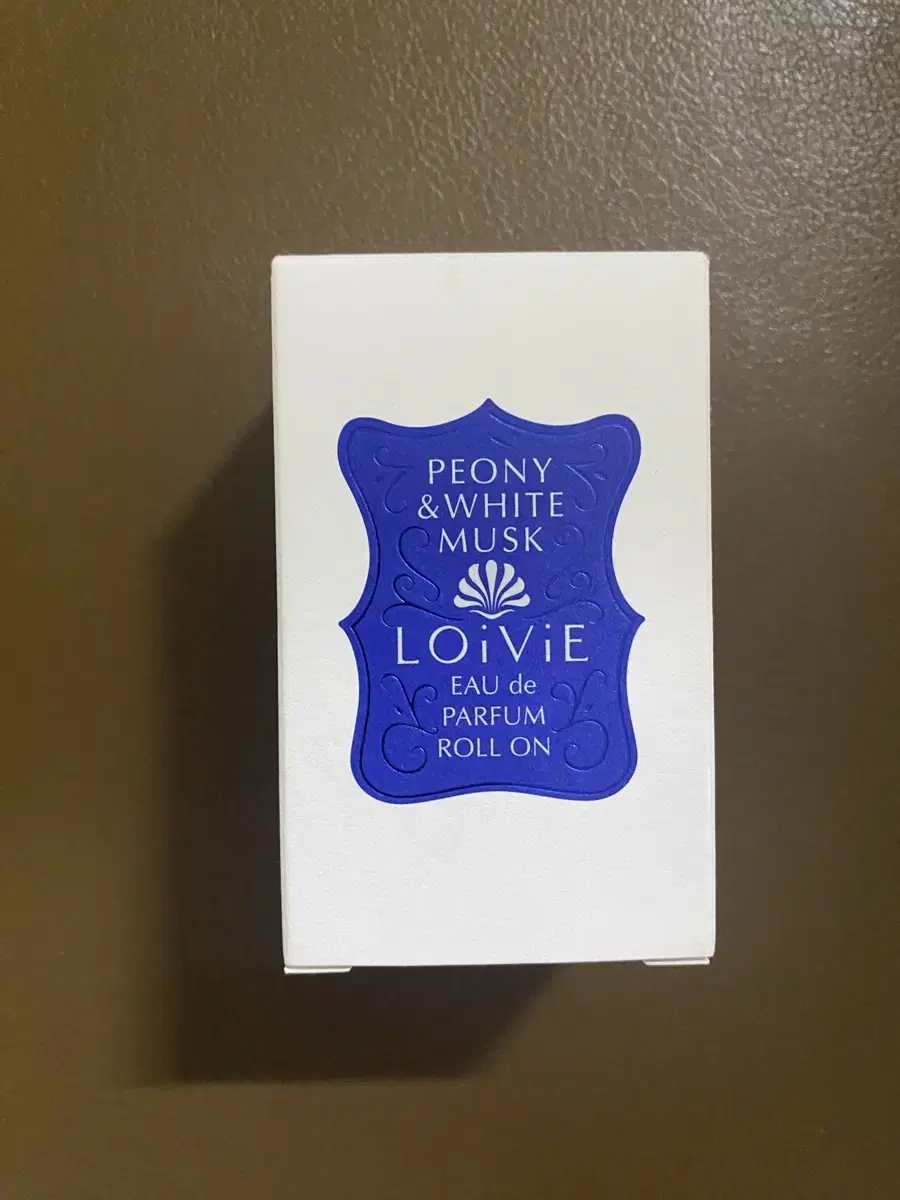 PEONY
&WHITE
MUSK
LOiViE
EAU de
PARFUM
ROLL ON